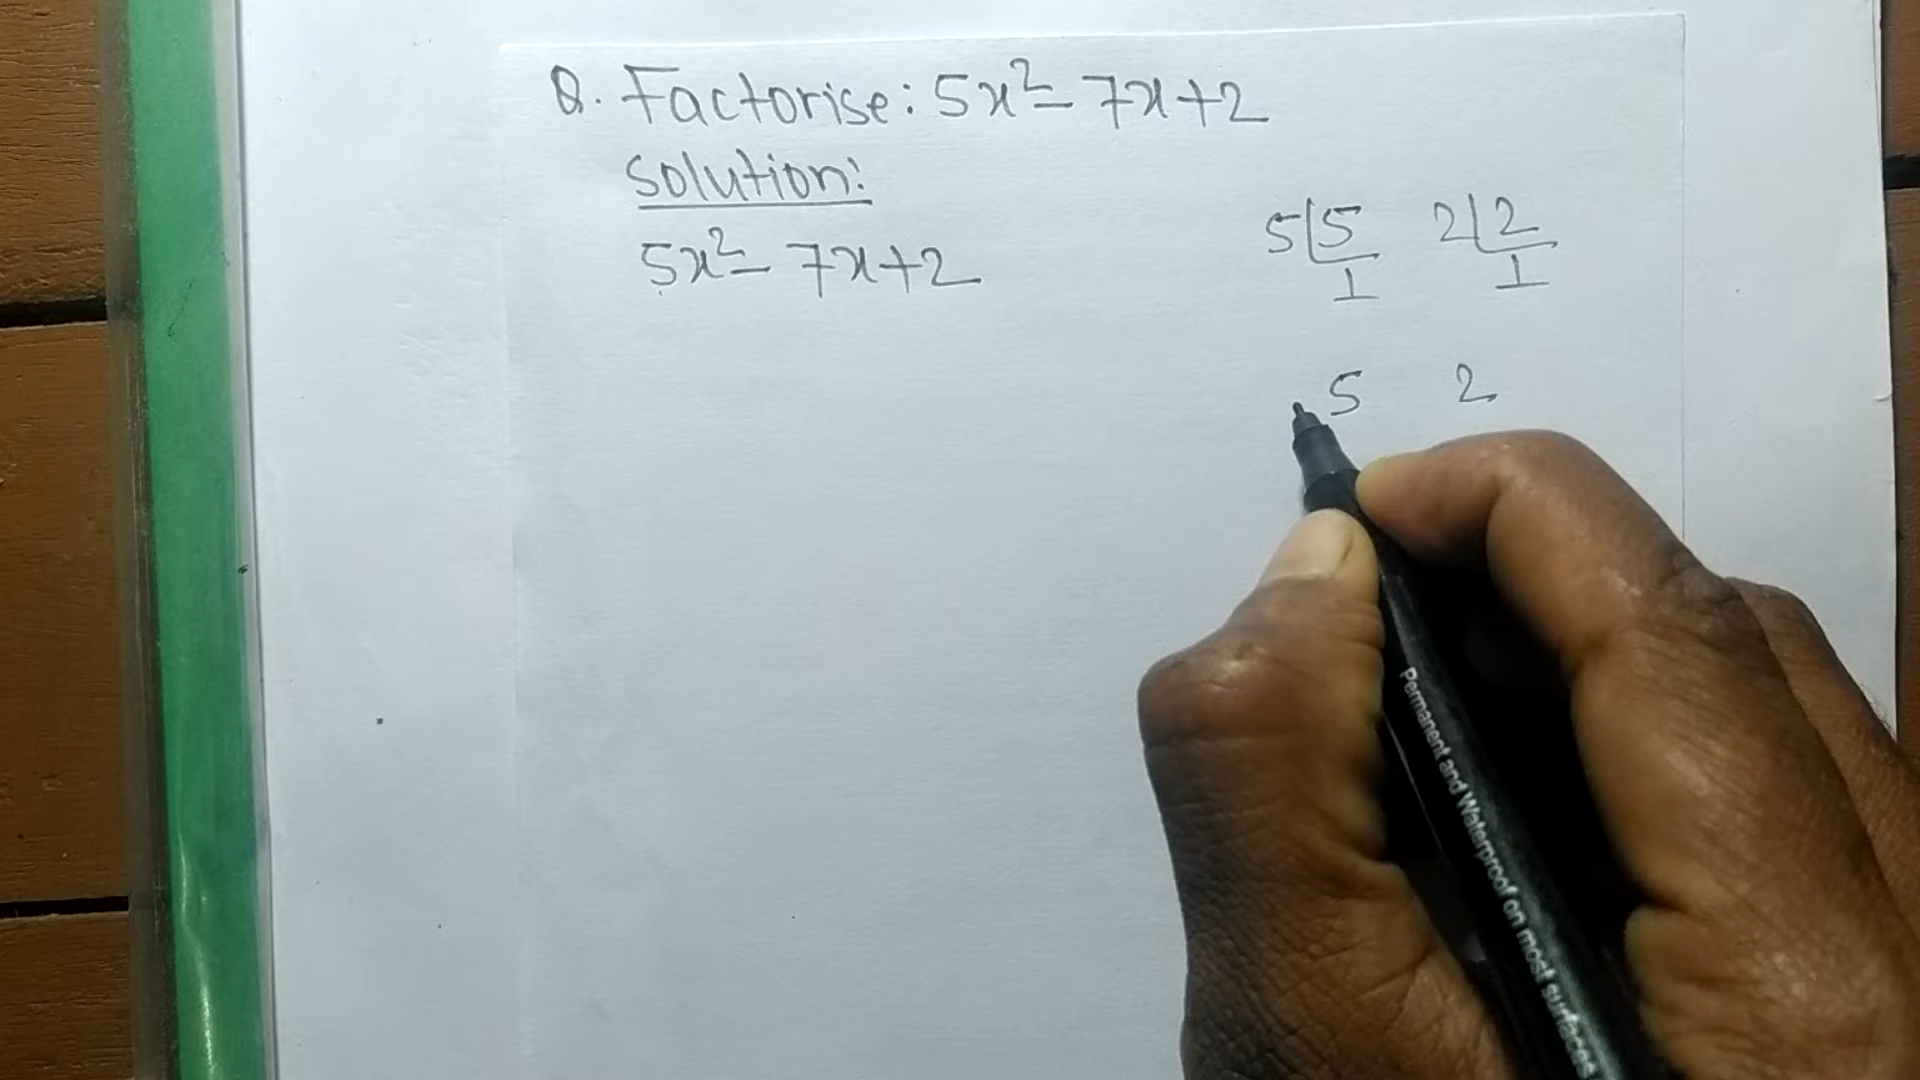 Q. Factorise: 5x² - 7x + 2
Solution:
5x² - 7x + 2
5|5 2|2
1 1
5 2
Permanent and Waterproof on most surfaces